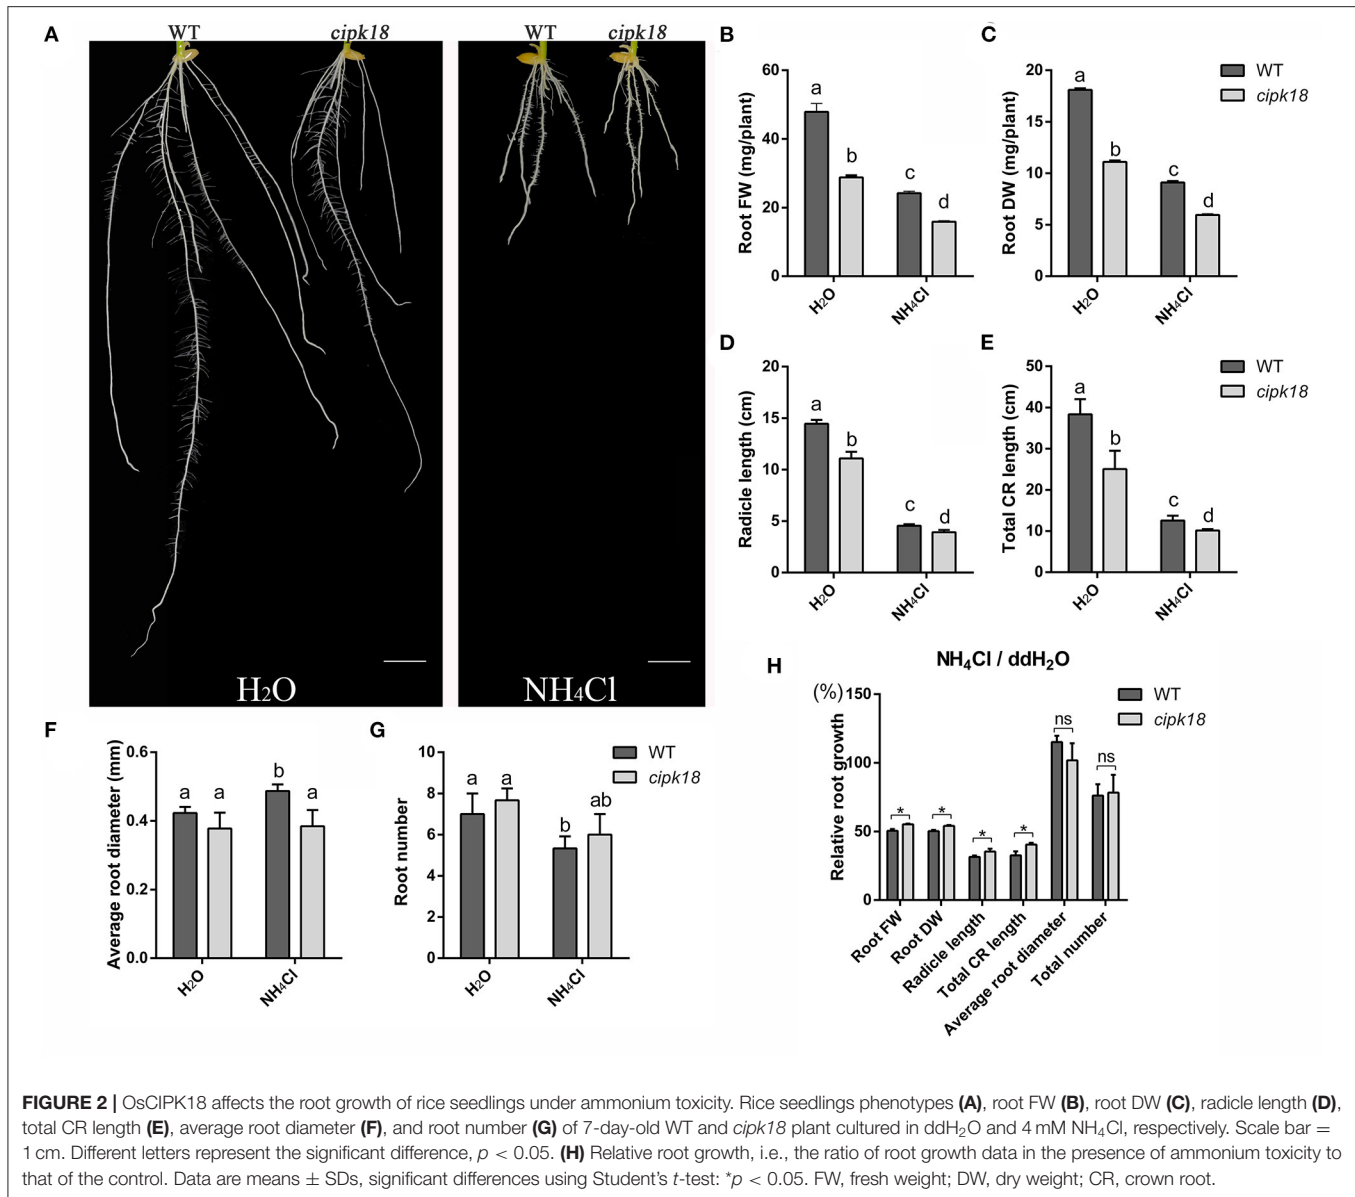 A
WT
cipk18
WT
cipk18
H₂O
NH₄Cl
B
Root FW (mg/plant)
60
40
20
0
a
b
c
d
H₂O
NH₄Cl
C
Root DW (mg/plant)
20
15
10
5
0
a
b
c
d
H₂O
NH₄Cl
WT
cipk18
D
Radicle length (cm)
20
15
10
5
0
a
b
c
d
H₂O
NH₄Cl
E
Total CR length (cm)
50
40
30
20
10
0
a
b
c
d
H₂O
NH₄Cl
WT
cipk18
F
Average root diameter (mm)
0.6
0.4
0.2
0.0
a
a
b
a
H₂O
NH₄Cl
G
Root number
10
8
6
4
2
0
a
a
b
ab
H₂O
NH₄Cl
WT
cipk18
H
NH₄Cl / ddH₂O
(%)
Relative root growth
150
100
50
0
*
*
*
*
ns
ns
WT
cipk18
Root FW
Root DW
Radicle length
Total CR length
Average root diameter
Total number
FIGURE 2 | OsCIPK18 affects the root growth of rice seedlings under ammonium toxicity. Rice seedlings phenotypes (A), root FW (B), root DW (C), radicle length (D),
total CR length (E), average root diameter (F), and root number (G) of 7-day-old WT and cipk18 plant cultured in ddH₂O and 4 mM NH₄Cl, respectively. Scale bar =
1 cm. Different letters represent the significant difference, p < 0.05. (H) Relative root growth, i.e., the ratio of root growth data in the presence of ammonium toxicity to
that of the control. Data are means ± SDs, significant differences using Student's t-test: *p < 0.05. FW, fresh weight; DW, dry weight; CR, crown root.